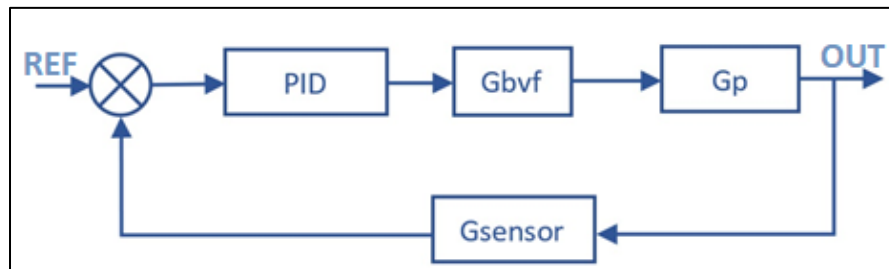 REF
PID
Gbvf
Gp
OUT
Gsensor